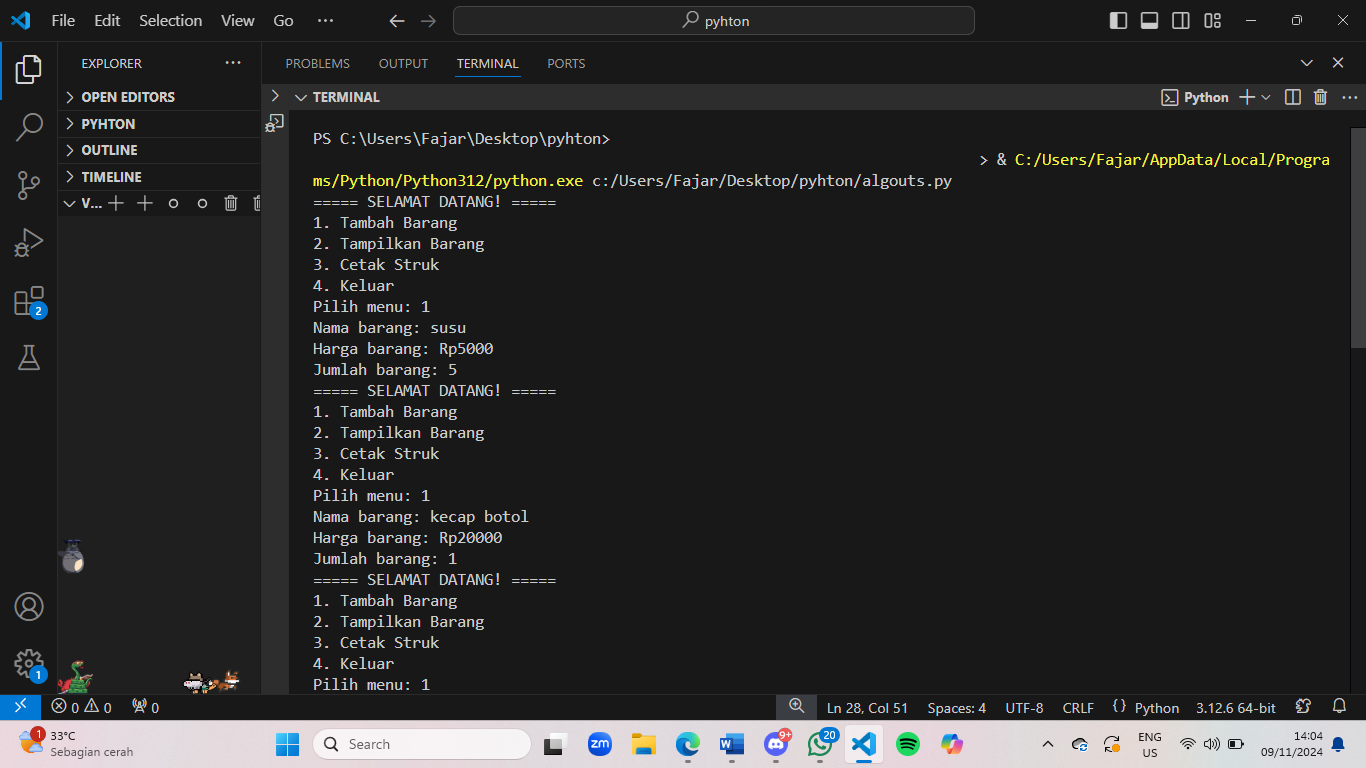 File Edit Selection View Go ··· pyhton
EXPLORER ···
OPEN EDITORS
PYHTON
OUTLINE
TIMELINE
V...
2
1
PROBLEMS OUTPUT TERMINAL PORTS
TERMINAL
Python
PS C:\Users\Fajar\Desktop\pyhton>
> & C:/Users/Fajar/AppData/Local/Progra
ms/Python/Python312/python.exe c:/Users/Fajar/Desktop/pyhton/algouts.py
===== SELAMAT DATANG! =====
1. Tambah Barang
2. Tampilkan Barang
3. Cetak Struk
4. Keluar
Pilih menu: 1
Nama barang: susu
Harga barang: Rp5000
Jumlah barang: 5
===== SELAMAT DATANG! =====
1. Tambah Barang
2. Tampilkan Barang
3. Cetak Struk
4. Keluar
Pilih menu: 1
Nama barang: kecap botol
Harga barang: Rp20000
Jumlah barang: 1
===== SELAMAT DATANG! =====
1. Tambah Barang
2. Tampilkan Barang
3. Cetak Struk
4. Keluar
Pilih menu: 1
0 0 0 Ln 28, Col 51 Spaces: 4 UTF-8 CRLF {} Python 3.12.6 64-bit
1 33°C
Sebagian cerah
Search
zm
9+
20
ENG
US
14:04
09/11/2024